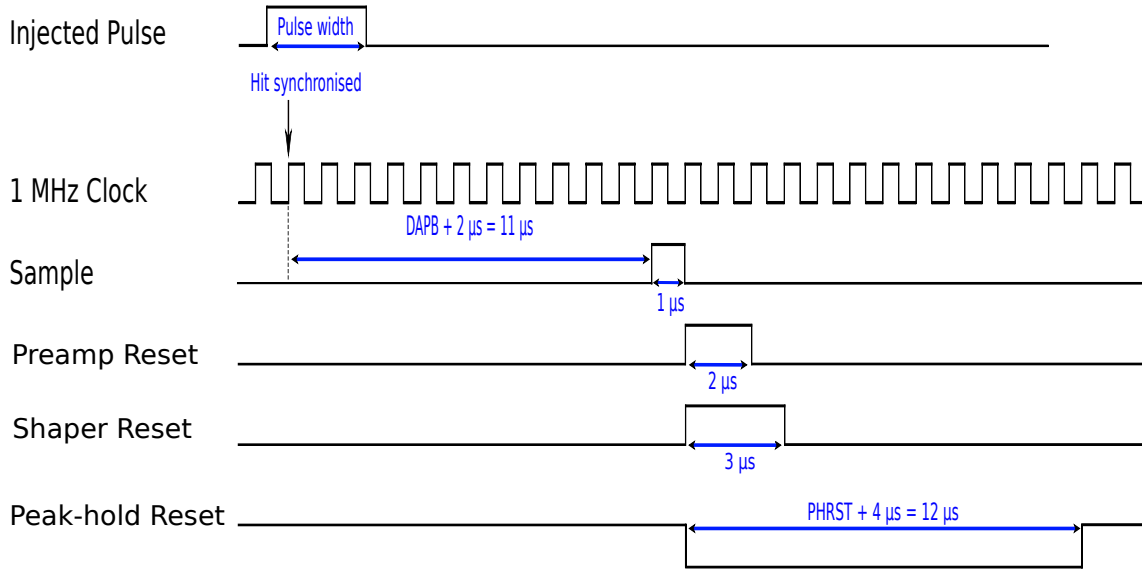 Injected Pulse
Pulse width
Hit synchronised
1 MHz Clock
DAPB + 2 µs = 11 µs
Sample
1 µs
Preamp Reset
2 µs
Shaper Reset
3 µs
Peak-hold Reset
PHRST + 4 µs = 12 µs